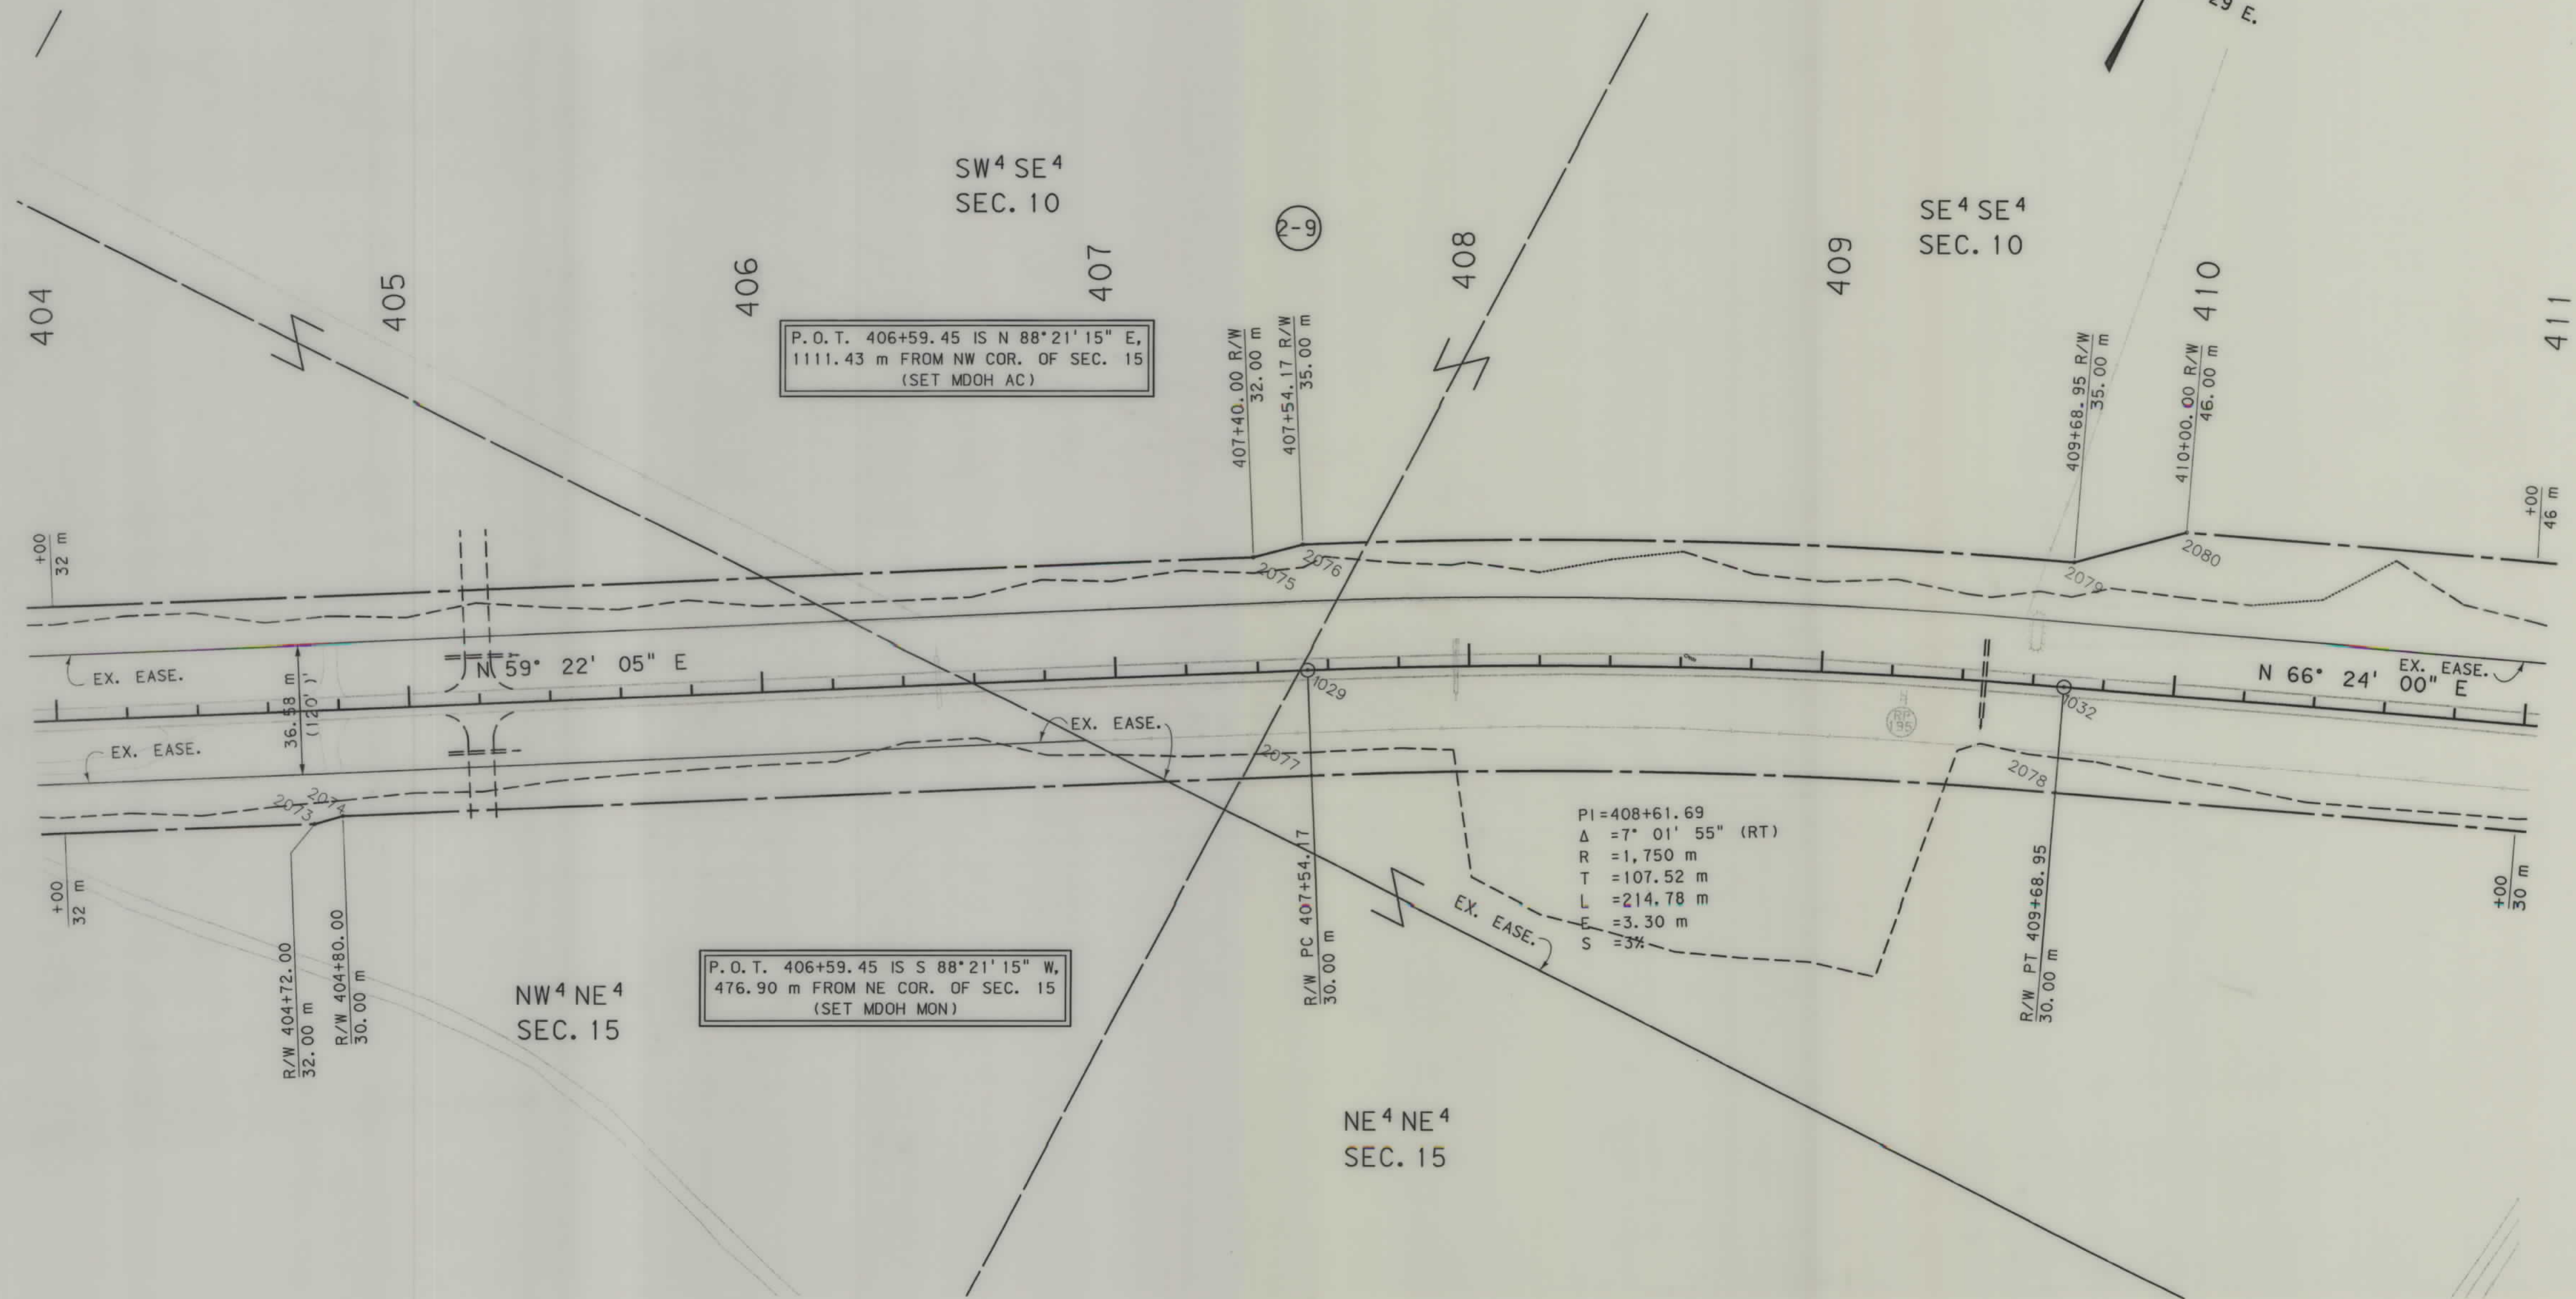 29 E.
SW⁴ SE⁴
SEC. 10
2-9
SE⁴ SE⁴
SEC. 10
404
405
406
407
408
409
410
411
P.O.T. 406+59.45 IS N 88°21'15" E,
1111.43 m FROM NW COR. OF SEC. 15
(SET MDOH AC)
407+40.00 R/W
32.00 m
407+54.17 R/W
35.00 m
409+68.95 R/W
35.00 m
410+00.00 R/W
46.00 m
+00
32 m
+00
46 m
2075
2076
2079
2080
EX. EASE.
N 59° 22' 05" E
36.58 m
(120')
EX. EASE.
EX. EASE.
1029
RP
195
1032
N 66° 24' 00" E
EX. EASE.
2073
2074
2077
2078
+00
32 m
R/W 404+72.00
32.00 m
R/W 404+80.00
30.00 m
PI=408+61.69
Δ =7° 01' 55" (RT)
R =1,750 m
T =107.52 m
L =214.78 m
E =3.30 m
S =3%
EX. EASE.
R/W PC 407+54.17
30.00 m
R/W PT 409+68.95
30.00 m
+00
30 m
NW⁴ NE⁴
SEC. 15
P.O.T. 406+59.45 IS S 88°21'15" W,
476.90 m FROM NE COR. OF SEC. 15
(SET MDOH MON)
NE⁴ NE⁴
SEC. 15